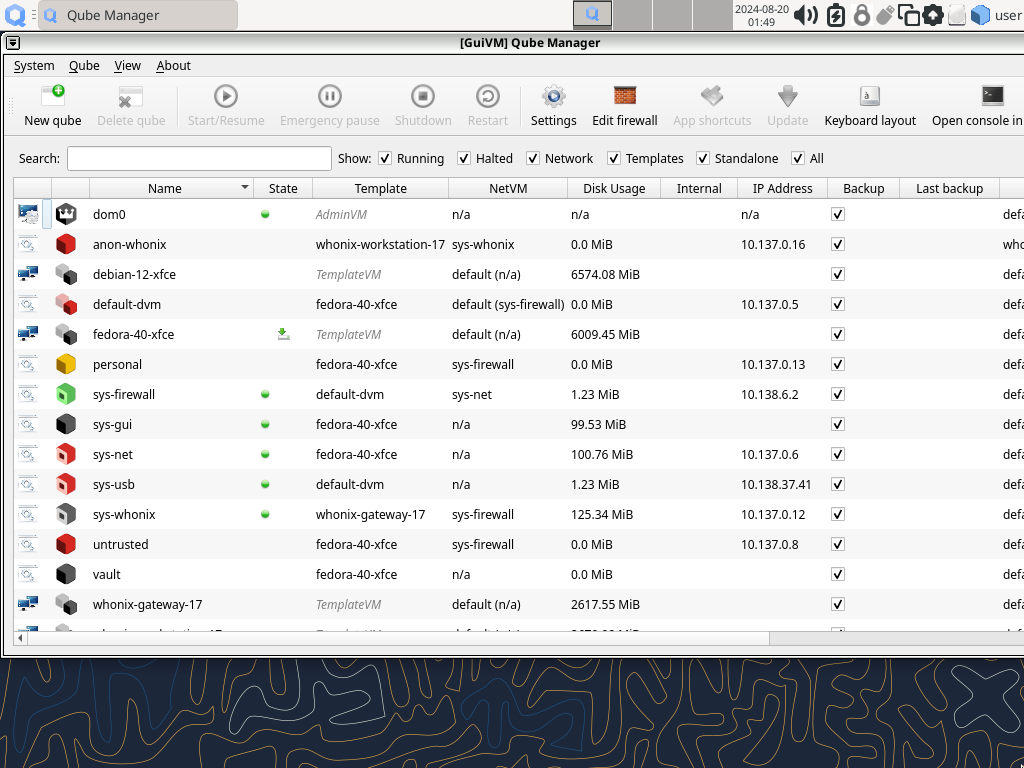 Qube Manager
2024-08-20
01:49
user
[GuiVM] Qube Manager
System Qube View About
New qube Delete qube Start/Resume Emergency pause Shutdown Restart Settings Edit firewall App shortcuts Update Keyboard layout Open console in
Search: Show: Running Halted Network Templates Standalone All
Name State Template NetVM Disk Usage Internal IP Address Backup Last backup
dom0 AdminVM n/a n/a n/a defa
anon-whonix whonix-workstation-17 sys-whonix 0.0 MiB 10.137.0.16 who
debian-12-xfce TemplateVM default (n/a) 6574.08 MiB defa
default-dvm fedora-40-xfce default (sys-firewall) 0.0 MiB 10.137.0.5 defa
fedora-40-xfce TemplateVM default (n/a) 6009.45 MiB defa
personal fedora-40-xfce sys-firewall 0.0 MiB 10.137.0.13 defa
sys-firewall default-dvm sys-net 1.23 MiB 10.138.6.2 defa
sys-gui fedora-40-xfce n/a 99.53 MiB defa
sys-net fedora-40-xfce n/a 100.76 MiB 10.137.0.6 defa
sys-usb default-dvm n/a 1.23 MiB 10.138.37.41 defa
sys-whonix whonix-gateway-17 sys-firewall 125.34 MiB 10.137.0.12 defa
untrusted fedora-40-xfce sys-firewall 0.0 MiB 10.137.0.8 defa
vault fedora-40-xfce n/a 0.0 MiB defa
whonix-gateway-17 TemplateVM default (n/a) 2617.55 MiB defa